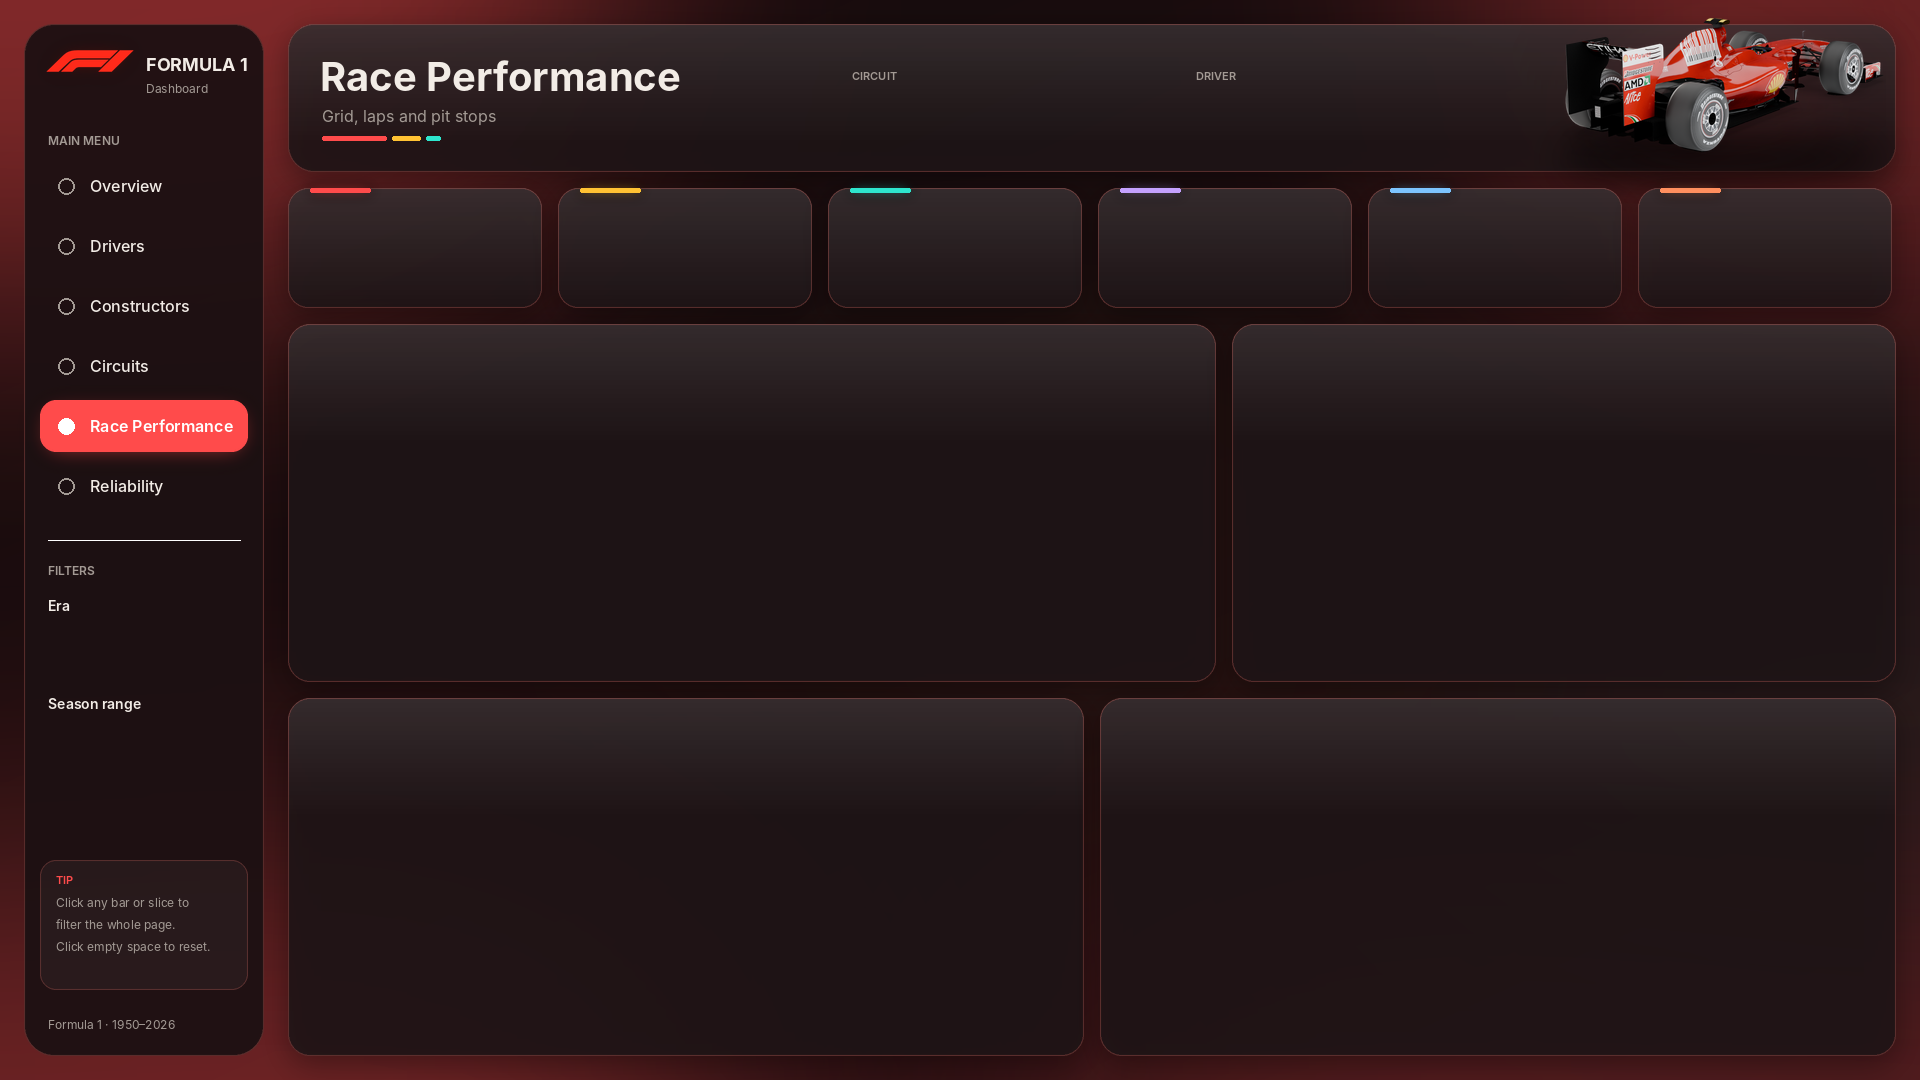 FORMULA 1
Dashboard
MAIN MENU
Overview
Drivers
Constructors
Circuits
Race Performance
Reliability
FILTERS
Era
Season range
TIP
Click any bar or slice to
filter the whole page.
Click empty space to reset.
Formula 1 · 1950–2026
Race Performance
Grid, laps and pit stops
CIRCUIT
DRIVER
AMD